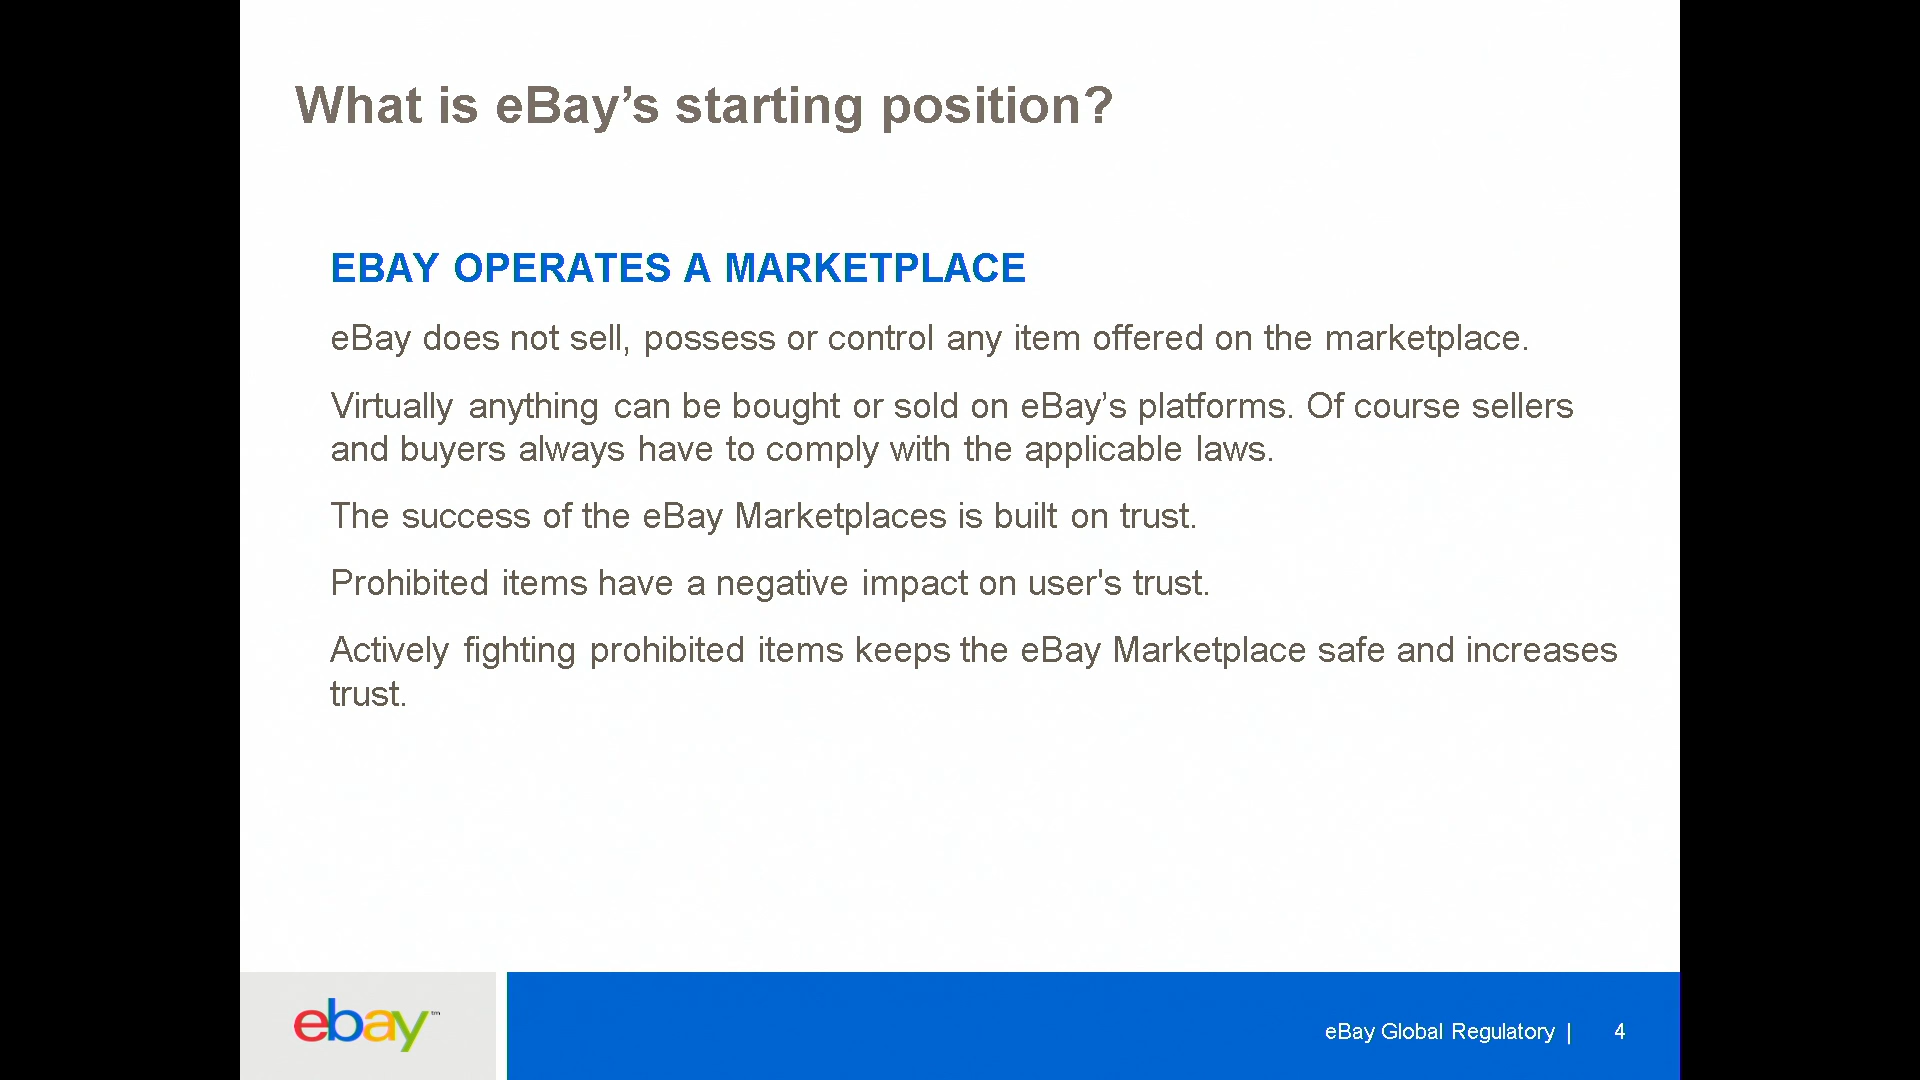 What is eBay’s starting position?
EBAY OPERATES A MARKETPLACE
eBay does not sell, possess or control any item offered on the marketplace.
Virtually anything can be bought or sold on eBay’s platforms. Of course sellers
and buyers always have to comply with the applicable laws.
The success of the eBay Marketplaces is built on trust.
Prohibited items have a negative impact on user's trust.
Actively fighting prohibited items keeps the eBay Marketplace safe and increases
trust.
ebay™
eBay Global Regulatory | 4